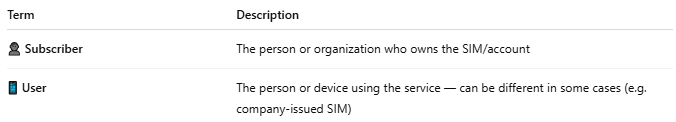 Term Description
👤 Subscriber The person or organization who owns the SIM/account
📱 User The person or device using the service — can be different in some cases (e.g.
company-issued SIM)